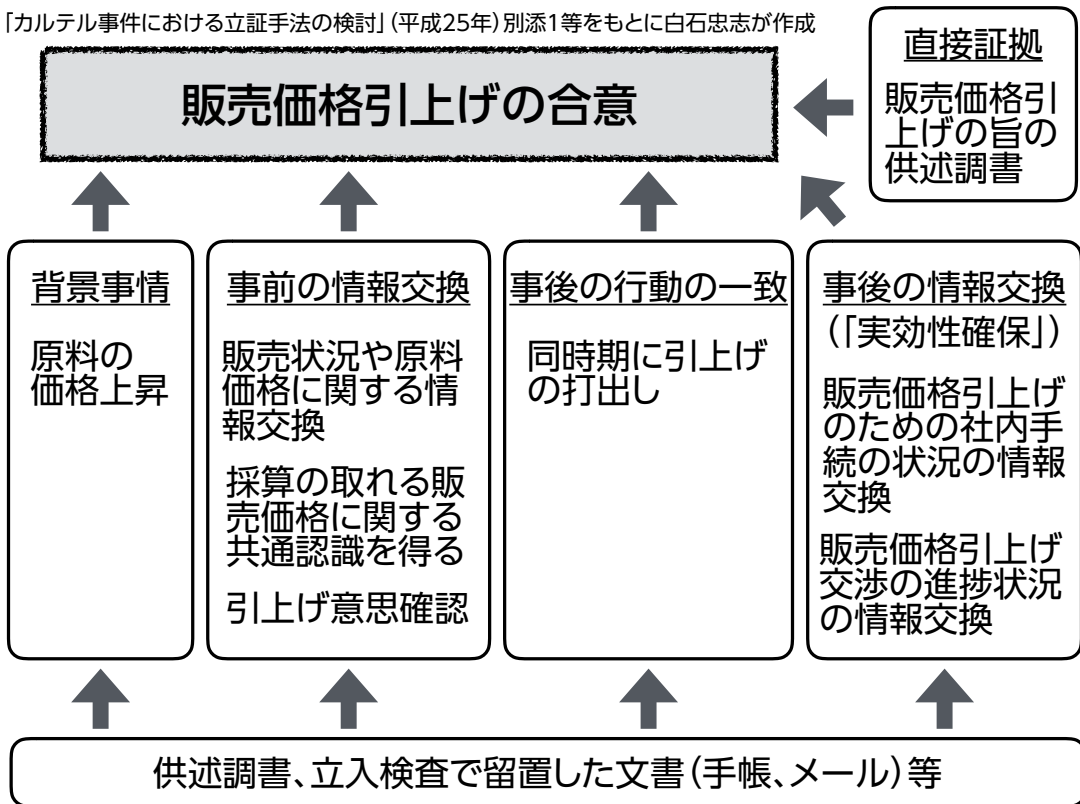 「カルテル事件における立証手法の検討」(平成25年)別添1等をもとに白石忠志が作成
販売価格引上げの合意
直接証拠
販売価格引
上げの旨の
供述調書
背景事情
原料の
価格上昇
事前の情報交換
販売状況や原料
価格に関する情
報交換
採算の取れる販
売価格に関する
共通認識を得る
引上げ意思確認
事後の行動の一致
同時期に引上げ
の打出し
事後の情報交換
(「実効性確保」)
販売価格引上げ
のための社内手
続の状況の情報
交換
販売価格引上げ
交渉の進捗状況
の情報交換
供述調書、立入検査で留置した文書(手帳、メール)等